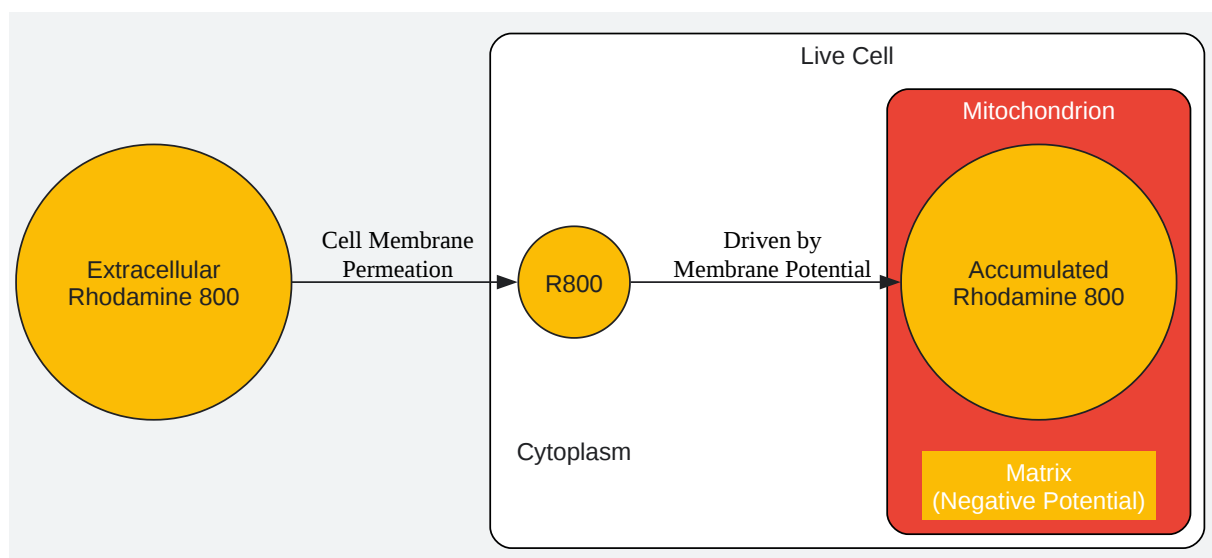 Live Cell
Mitochondrion
Extracellular
Rhodamine 800
Cell Membrane
Permeation
R800
Driven by
Membrane Potential
Accumulated
Rhodamine 800
Cytoplasm
Matrix
(Negative Potential)